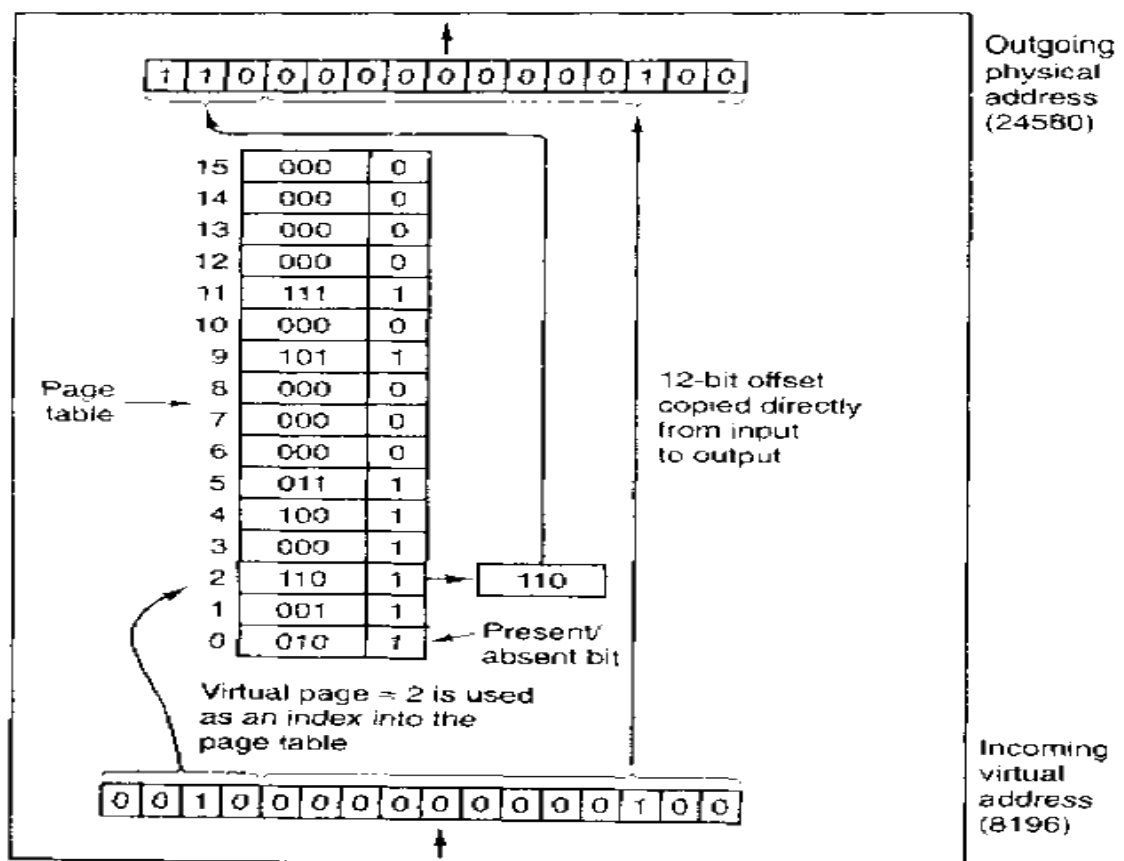 Outgoing
physical
address
(24580)
1 1 0 0 0 0 0 0 0 0 0 0 1 0 0
15 000 0
14 000 0
13 000 0
12 000 0
11 111 1
10 000 0
9 101 1
8 000 0
7 000 0
6 000 0
5 011 1
4 100 1
3 000 1
2 110 1
1 001 1
0 010 1
Page
table
110
Present/
absent bit
12-bit offset
copied directly
from input
to output
Virtual page = 2 is used
as an index into the
page table
0 0 1 0 0 0 0 0 0 0 0 0 0 1 0 0
Incoming
virtual
address
(8196)